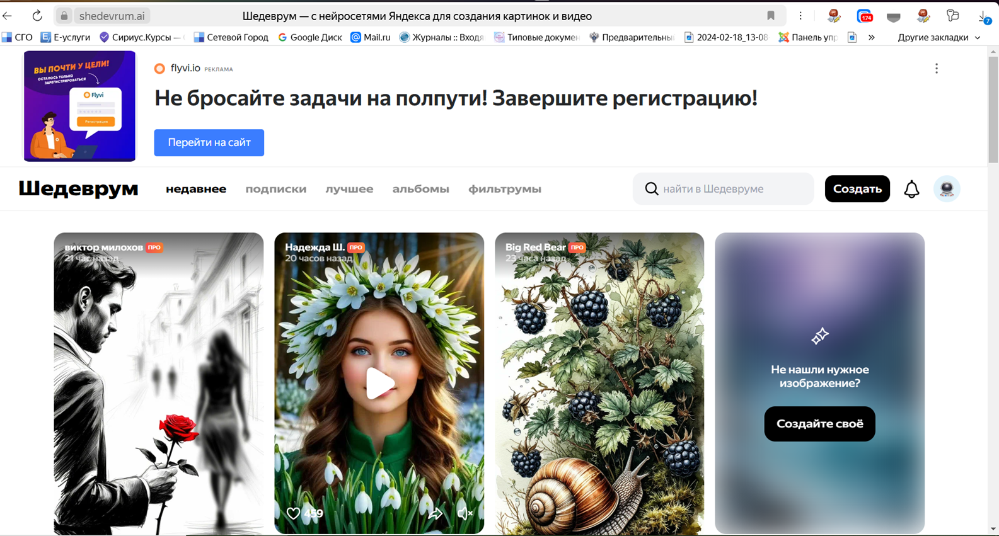 shedevrum.ai
Шедеврум — с нейросетями Яндекса для создания картинок и видео
174
7
СГО
Е-услуги
Сириус.Курсы —
Сетевой Город
Google Диск
Mail.ru
Журналы :: Входя
Типовые докумен
Предварительны
2024-02-18_13-08
Панель упр
»
Другие закладки
ВЫ ПОЧТИ У ЦЕЛИ!
ОСТАЛОСЬ ТОЛЬКО
ЗАРЕГИСТРИРОВАТЬСЯ
Flyvi
Регистрация
flyvi.io РЕКЛАМА
Не бросайте задачи на полпути! Завершите регистрацию!
Перейти на сайт
Шедеврум
недавнее
подписки
лучшее
альбомы
фильтрумы
найти в Шедевруме
Создать
виктор милохов ПРО
21 час назад
Надежда Ш. ПРО
20 часов назад
459
Big Red Bear ПРО
23 часа назад
Не нашли нужное
изображение?
Создайте своё